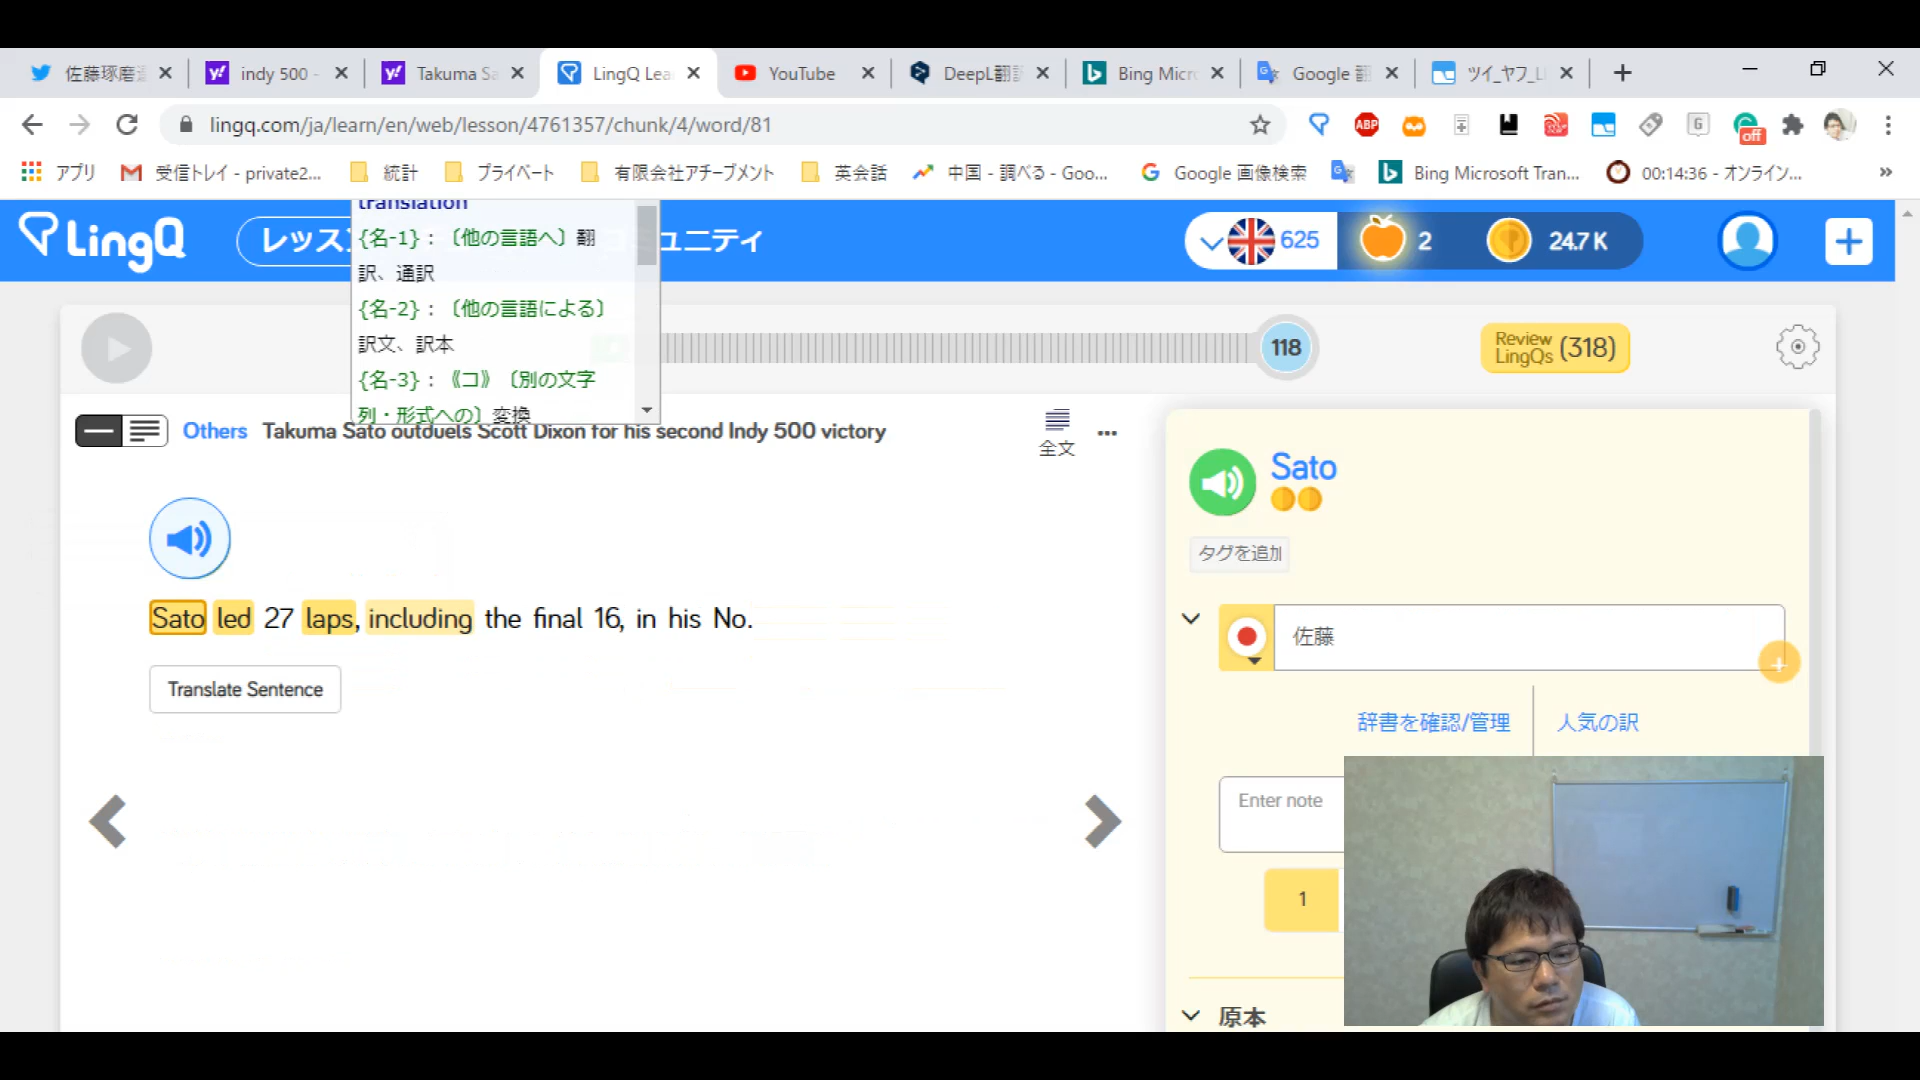 佐藤琢磨選
indy 500 -
Takuma Sa
LingQ Lea
YouTube
DeepL翻訳
Bing Micr
Google 翻
ツイ_ヤフ_L
lingq.com/ja/learn/en/web/lesson/4761357/chunk/4/word/81
ABP
G
off
アプリ
受信トレイ - private2...
統計
プライベート
有限会社アチーブメント
英会話
中国 - 調べる - Goo...
Google 画像検索
Bing Microsoft Tran...
00:14:36 - オンライン...
»
LingQ
レッスン
ュニティ
625
2
24.7 K
translation
{名-1}:〔他の言語へ〕翻
訳、通訳
{名-2}:〔他の言語による〕
訳文、訳本
{名-3}:《コ》〔別の文字
列・形式への〕変換
118
Review
LingQs (318)
Others Takuma Sato outduels Scott Dixon for his second Indy 500 victory
全文
Sato led 27 laps, including the final 16, in his No.
Translate Sentence
Sato
タグを追加
佐藤
辞書を確認/管理
人気の訳
Enter note
1
原本